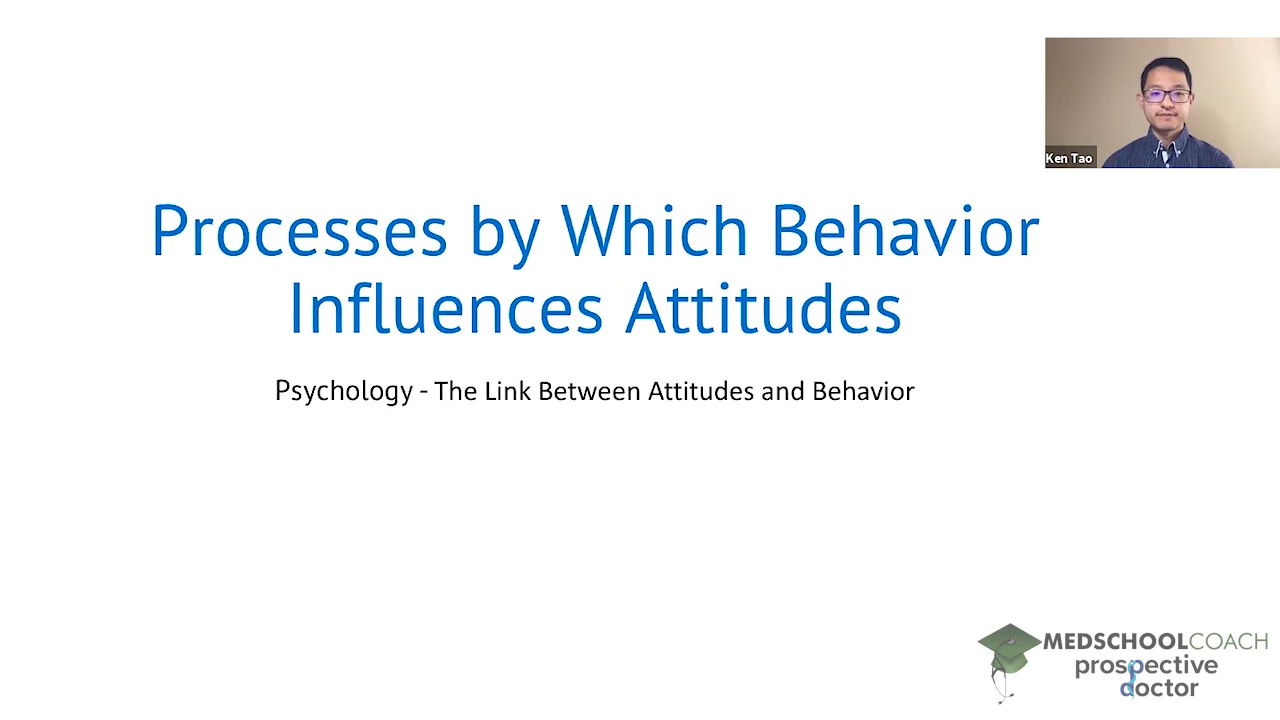 Ken Tao
Processes by Which Behavior
Influences Attitudes
Psychology - The Link Between Attitudes and Behavior
MEDSCHOOLCOACH
prospective
doctor